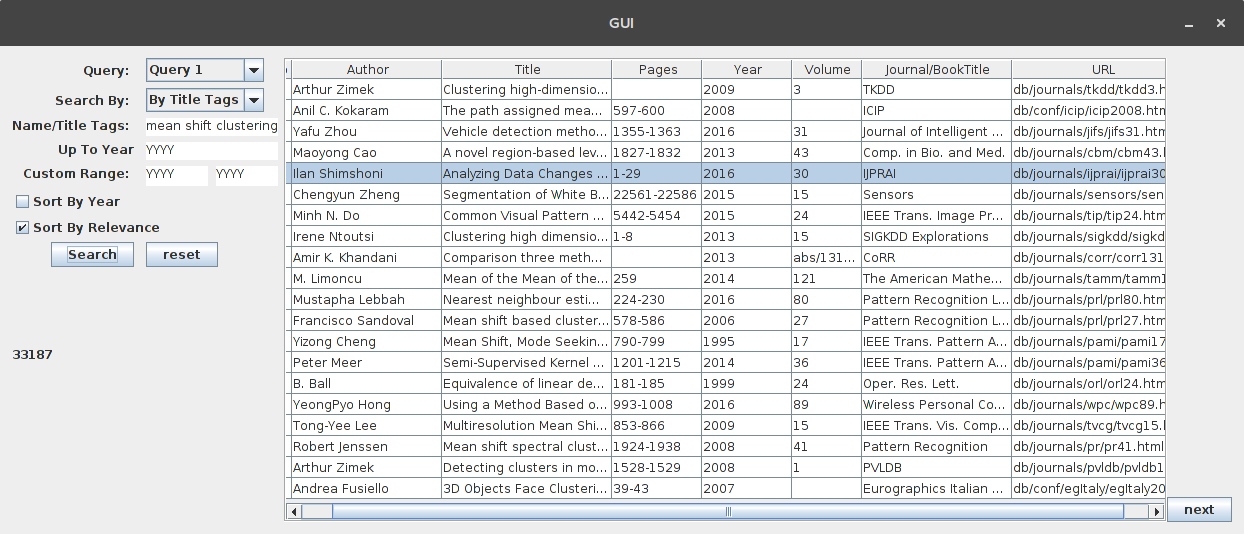 GUI
Query: Query 1
Search By: By Title Tags
Name/Title Tags: mean shift clustering
Up To Year YYYY
Custom Range: YYYY YYYY
Sort By Year
Sort By Relevance
Search reset
33187
Author Title Pages Year Volume Journal/BookTitle URL
Arthur Zimek Clustering high-dimensio... 2009 3 TKDD db/journals/tkdd/tkdd3.h
Anil C. Kokaram The path assigned mea... 597-600 2008 ICIP db/conf/icip/icip2008.htm
Yafu Zhou Vehicle detection metho... 1355-1363 2016 31 Journal of Intelligent ... db/journals/jifs/jifs31.htm
Maoyong Cao A novel region-based lev... 1827-1832 2013 43 Comp. in Bio. and Med. db/journals/cbm/cbm43.l
Ilan Shimshoni Analyzing Data Changes ... 1-29 2016 30 IJPRAI db/journals/ijprai/ijprai30
Chengyun Zheng Segmentation of White B... 22561-22586 2015 15 Sensors db/journals/sensors/sen
Minh N. Do Common Visual Pattern ... 5442-5454 2015 24 IEEE Trans. Image Pr... db/journals/tip/tip24.htm
Irene Ntoutsi Clustering high dimensio... 1-8 2013 15 SIGKDD Explorations db/journals/sigkdd/sigkd
Amir K. Khandani Comparison three meth... 2013 abs/131... CoRR db/journals/corr/corr131
M. Limoncu Mean of the Mean of the... 259 2014 121 The American Mathe... db/journals/tamm/tamm1
Mustapha Lebbah Nearest neighbour esti... 224-230 2016 80 Pattern Recognition L... db/journals/prl/prl80.htm
Francisco Sandoval Mean shift based cluster... 578-586 2006 27 Pattern Recognition L... db/journals/prl/prl27.htm
Yizong Cheng Mean Shift, Mode Seekin... 790-799 1995 17 IEEE Trans. Pattern A... db/journals/pami/pami17
Peter Meer Semi-Supervised Kernel ... 1201-1215 2014 36 IEEE Trans. Pattern A... db/journals/pami/pami36
B. Ball Equivalence of linear de... 181-185 1999 24 Oper. Res. Lett. db/journals/orl/orl24.htm
YeongPyo Hong Using a Method Based o... 993-1008 2016 89 Wireless Personal Co... db/journals/wpc/wpc89.h
Tong-Yee Lee Multiresolution Mean Shi... 853-866 2009 15 IEEE Trans. Vis. Comp... db/journals/tvcg/tvcg15.l
Robert Jenssen Mean shift spectral clust... 1924-1938 2008 41 Pattern Recognition db/journals/pr/pr41.html
Arthur Zimek Detecting clusters in mo... 1528-1529 2008 1 PVLDB db/journals/pvldb/pvldb1
Andrea Fusiello 3D Objects Face Clusteri... 39-43 2007 Eurographics Italian ... db/conf/egItaly/egItaly20
next